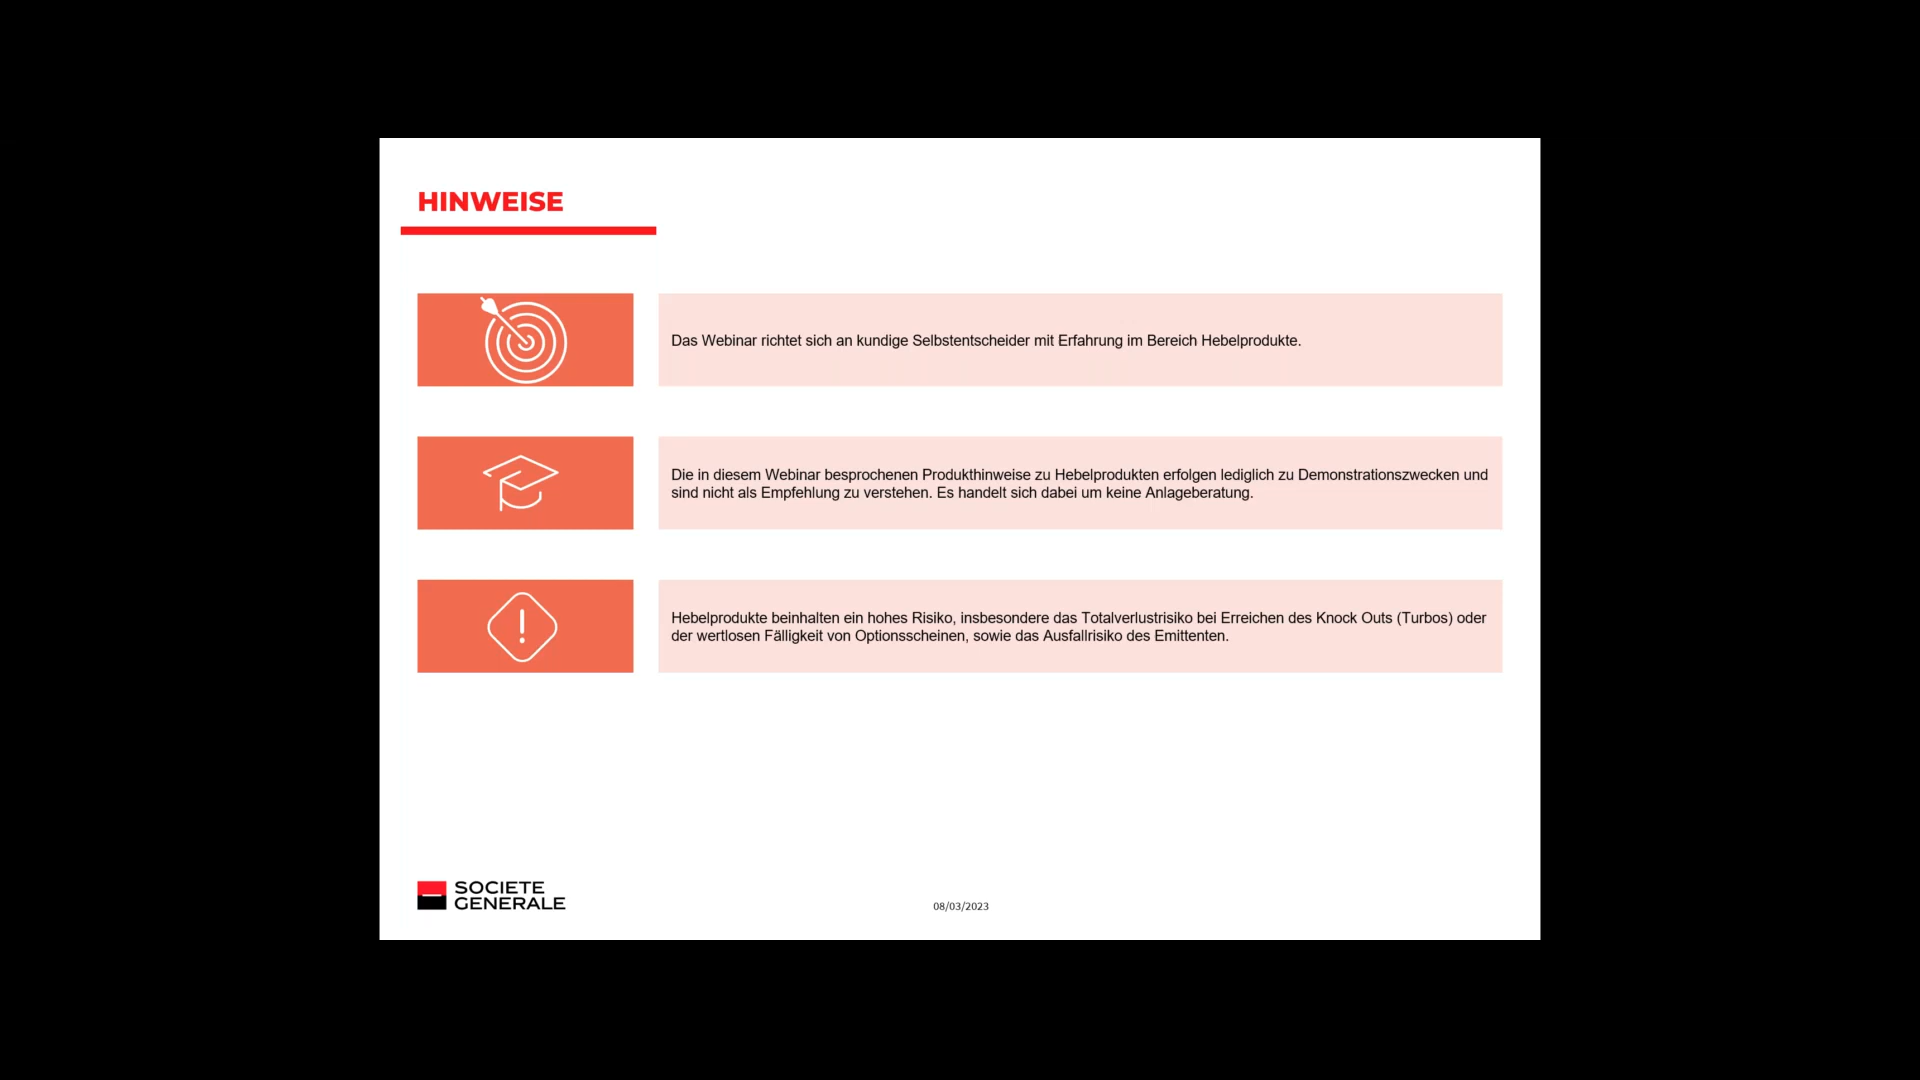 HINWEISE
Das Webinar richtet sich an kundige Selbstentscheider mit Erfahrung im Bereich Hebelprodukte.
Die in diesem Webinar besprochenen Produkthinweise zu Hebelprodukten erfolgen lediglich zu Demonstrationszwecken und
sind nicht als Empfehlung zu verstehen. Es handelt sich dabei um keine Anlageberatung.
Hebelprodukte beinhalten ein hohes Risiko, insbesondere das Totalverlustrisiko bei Erreichen des Knock Outs (Turbos) oder
der wertlosen Fälligkeit von Optionsscheinen, sowie das Ausfallrisiko des Emittenten.
SOCIETE
GENERALE
08/03/2023